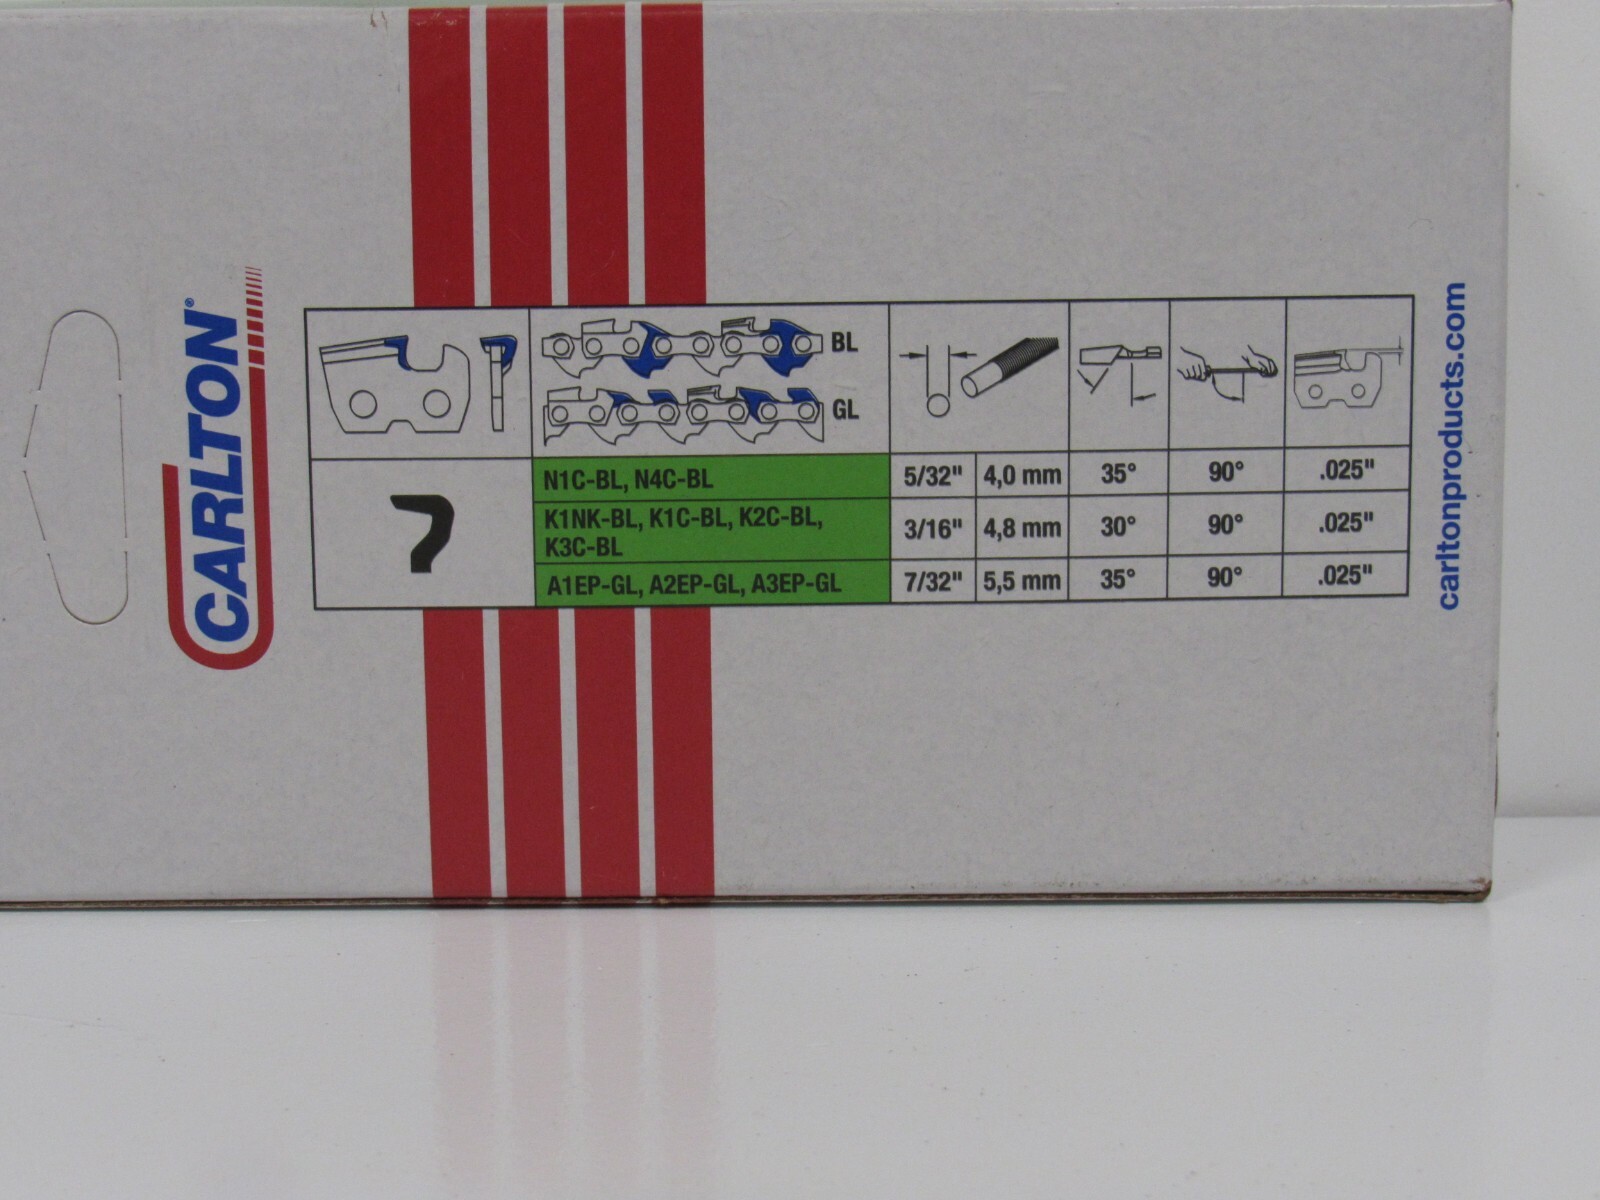 CARLTON®
BL
GL
N1C-BL, N4C-BL 5/32" 4,0 mm 35° 90° .025"
K1NK-BL, K1C-BL, K2C-BL,
K3C-BL 3/16" 4,8 mm 30° 90° .025"
A1EP-GL, A2EP-GL, A3EP-GL 7/32" 5,5 mm 35° 90° .025"
carltonproducts.com